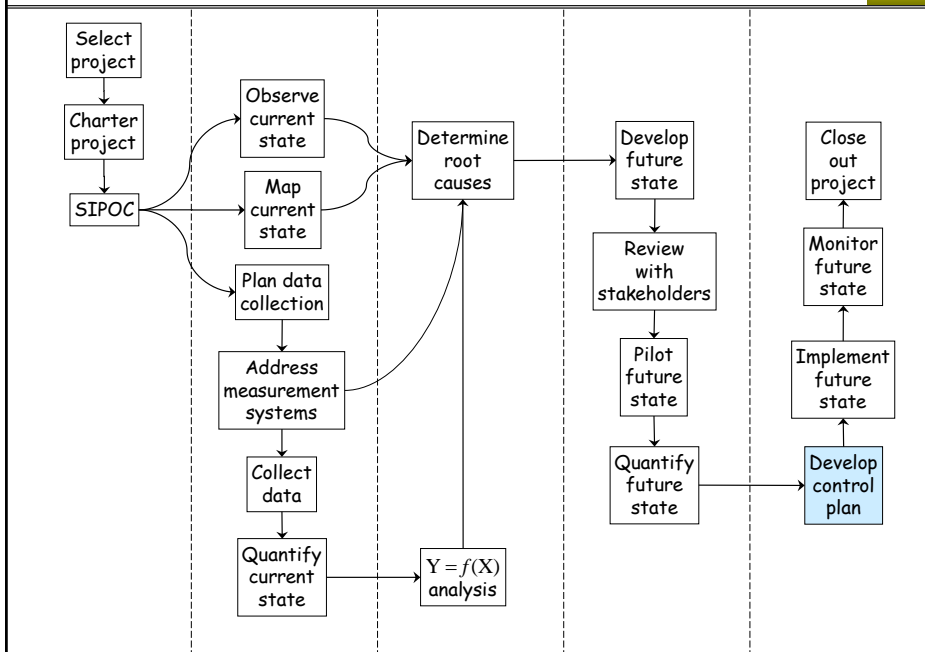 Select
project
Charter
project
SIPOC
Observe
current
state
Map
current
state
Plan data
collection
Address
measurement
systems
Collect
data
Quantify
current
state
Determine
root
causes
Y = f(X)
analysis
Develop
future
state
Review
with
stakeholders
Pilot
future
state
Quantify
future
state
Close
out
project
Monitor
future
state
Implement
future
state
Develop
control
plan